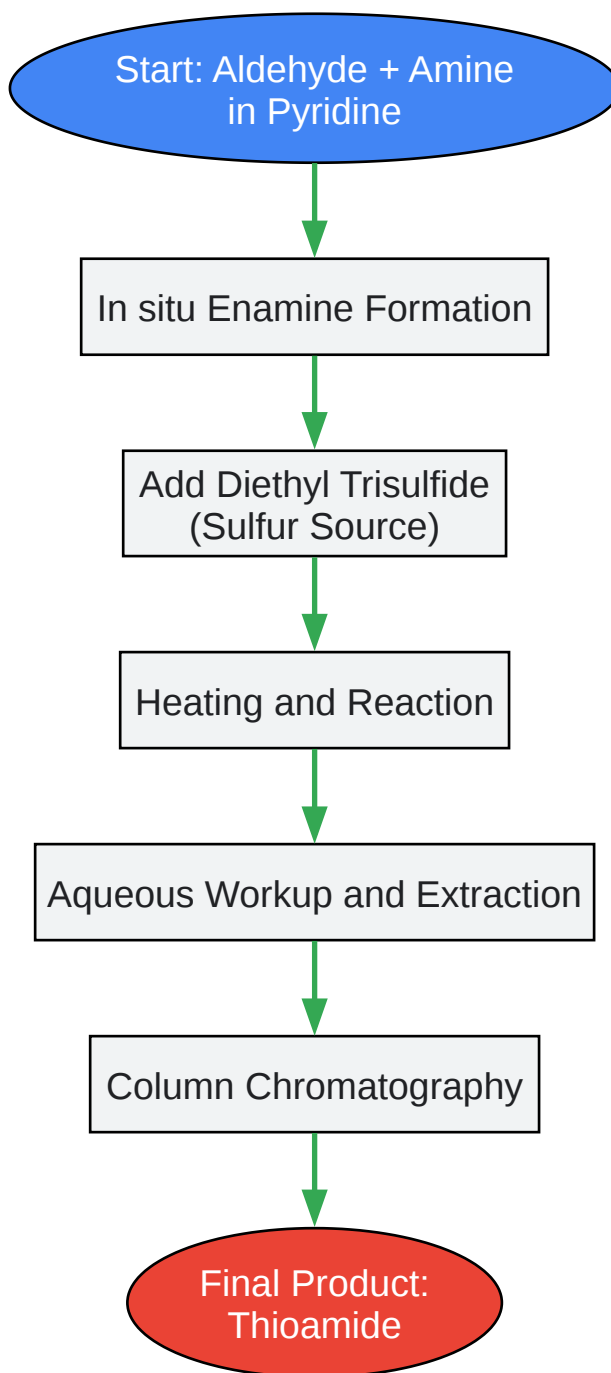 Start: Aldehyde + Amine
in Pyridine
In situ Enamine Formation
Add Diethyl Trisulfide
(Sulfur Source)
Heating and Reaction
Aqueous Workup and Extraction
Column Chromatography
Final Product:
Thioamide